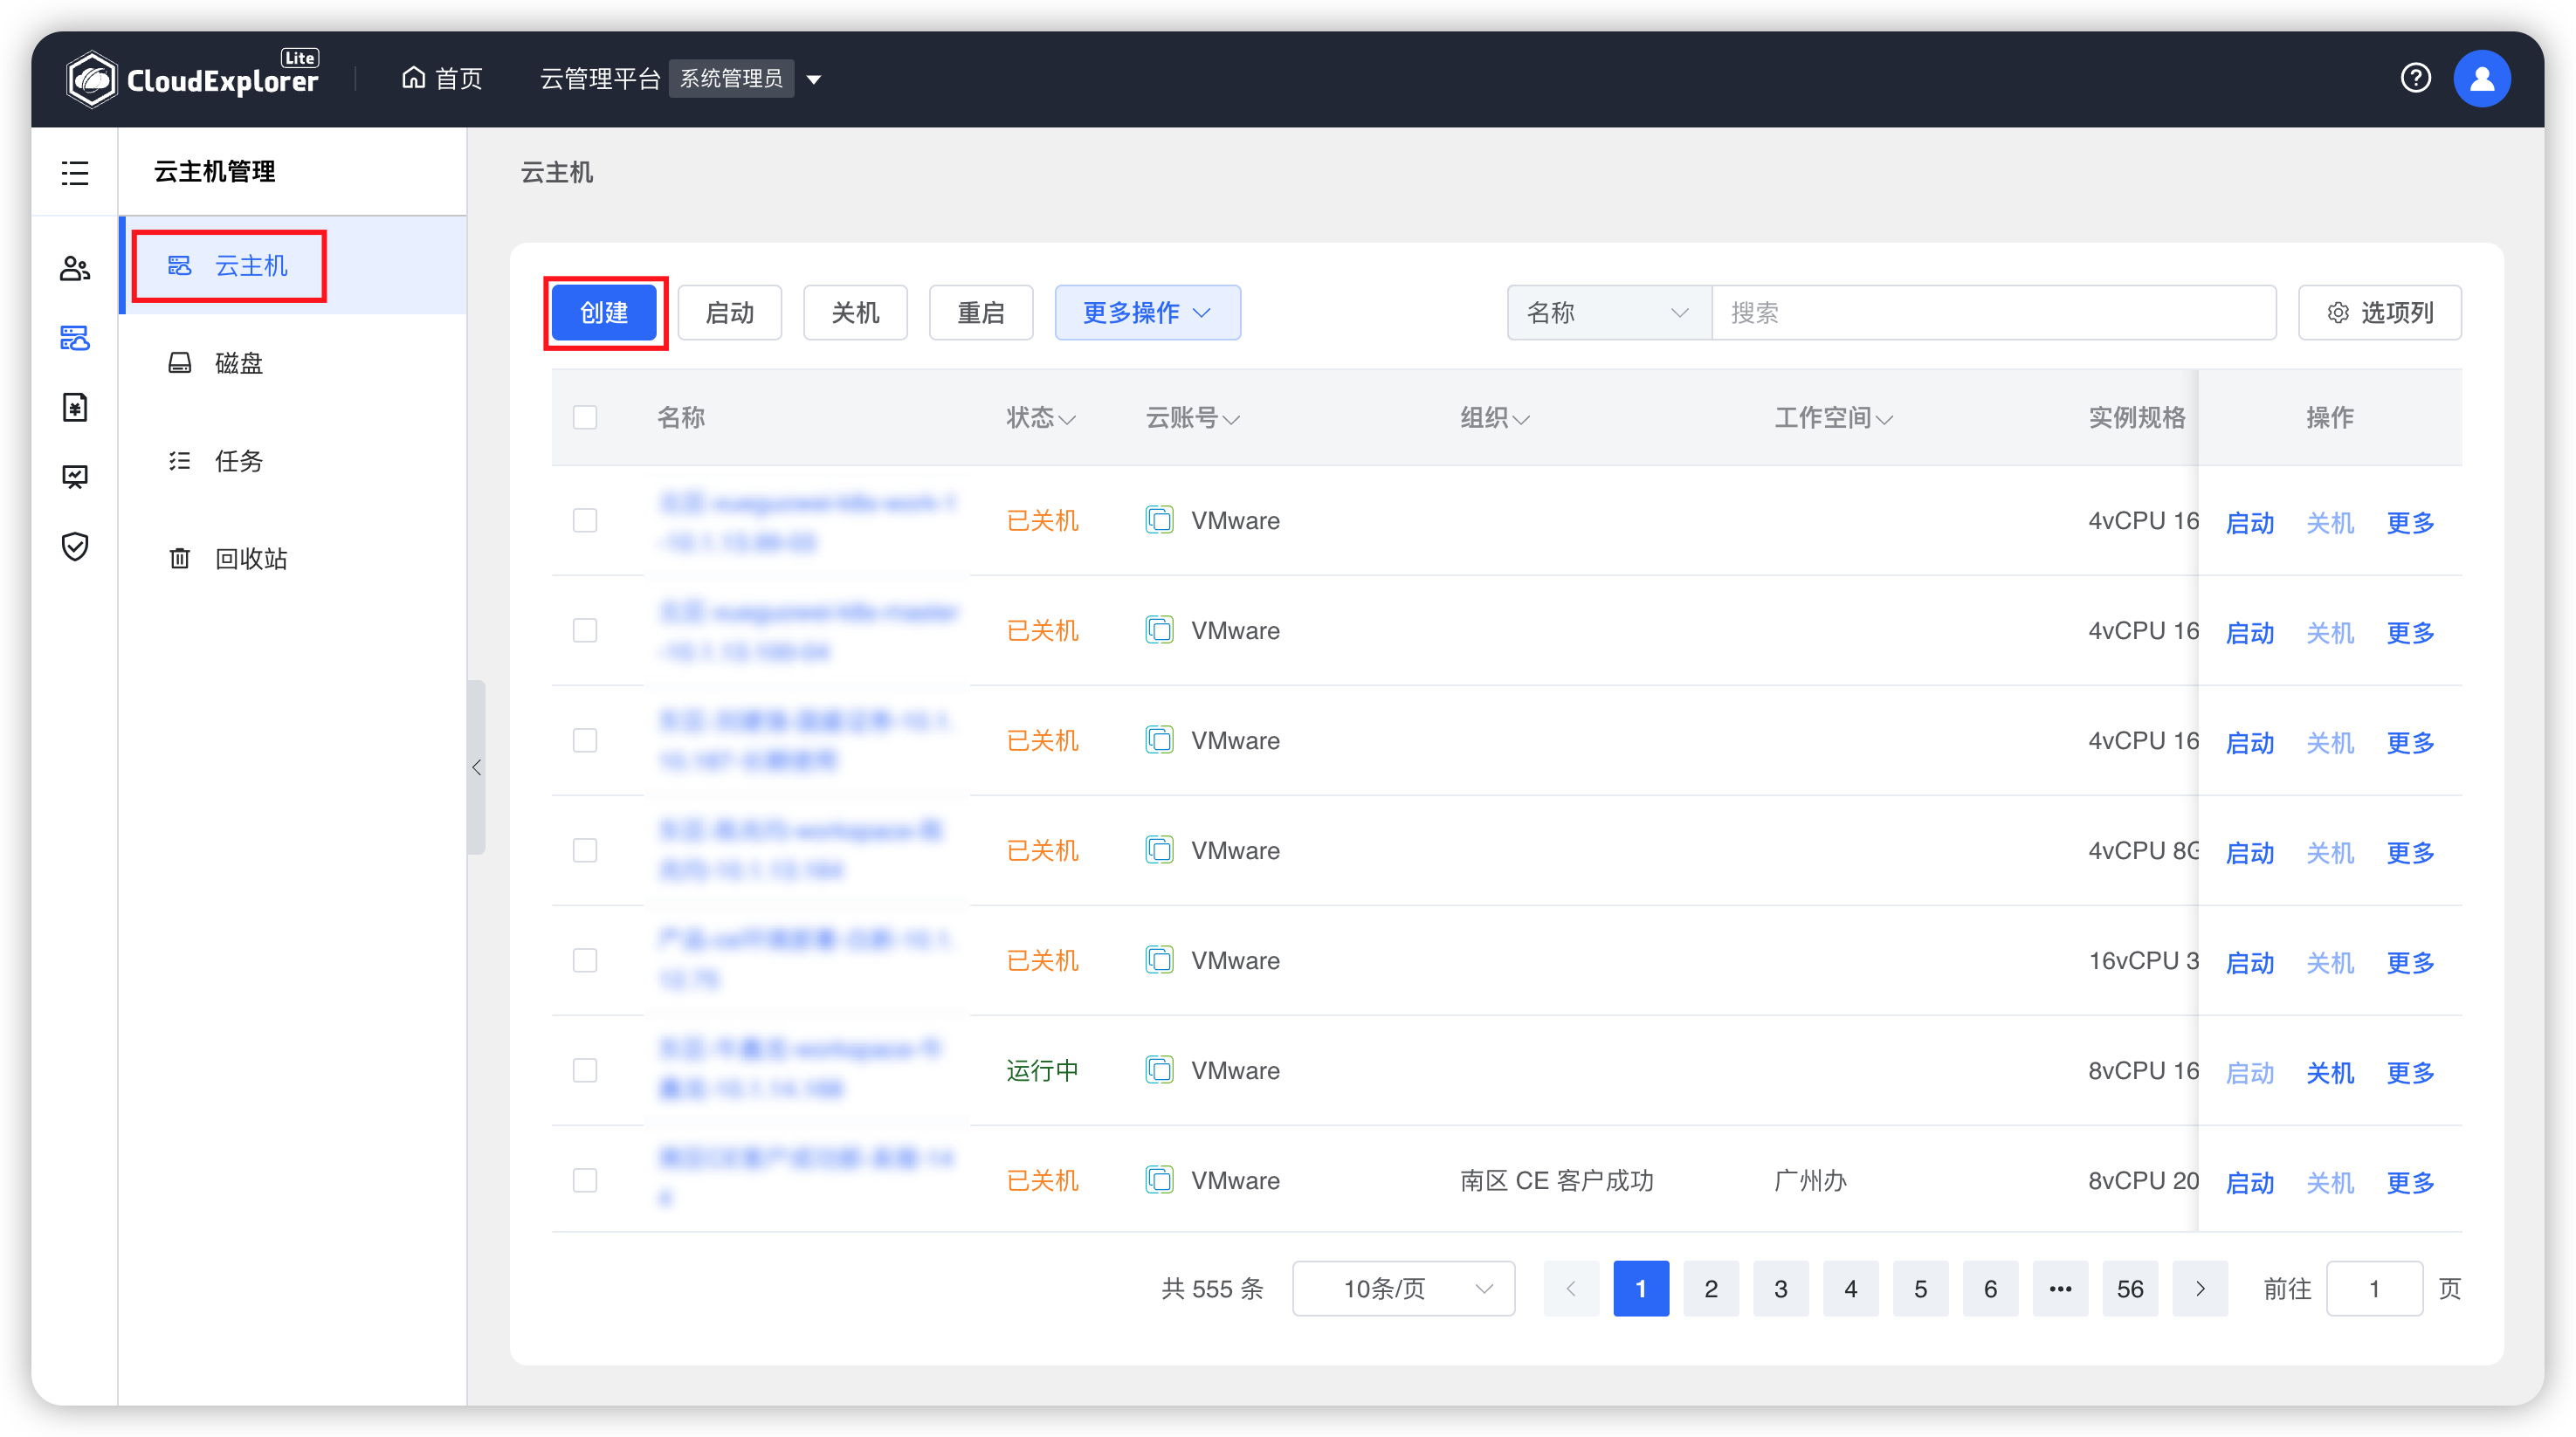 CloudExplorer Lite
首页
云管理平台 系统管理员
云主机管理
云主机
磁盘
任务
回收站
云主机
创建 启动 关机 重启 更多操作 名称 搜索 选项列
名称 状态 云账号 组织 工作空间 实例规格 操作
已关机 VMware 4vCPU 16 启动 关机 更多
已关机 VMware 4vCPU 16 启动 关机 更多
已关机 VMware 4vCPU 16 启动 关机 更多
已关机 VMware 4vCPU 8G 启动 关机 更多
已关机 VMware 16vCPU 3 启动 关机 更多
运行中 VMware 8vCPU 16 启动 关机 更多
已关机 VMware 南区 CE 客户成功 广州办 8vCPU 20 启动 关机 更多
共 555 条 10条/页 1 2 3 4 5 6 ••• 56 前往 1 页